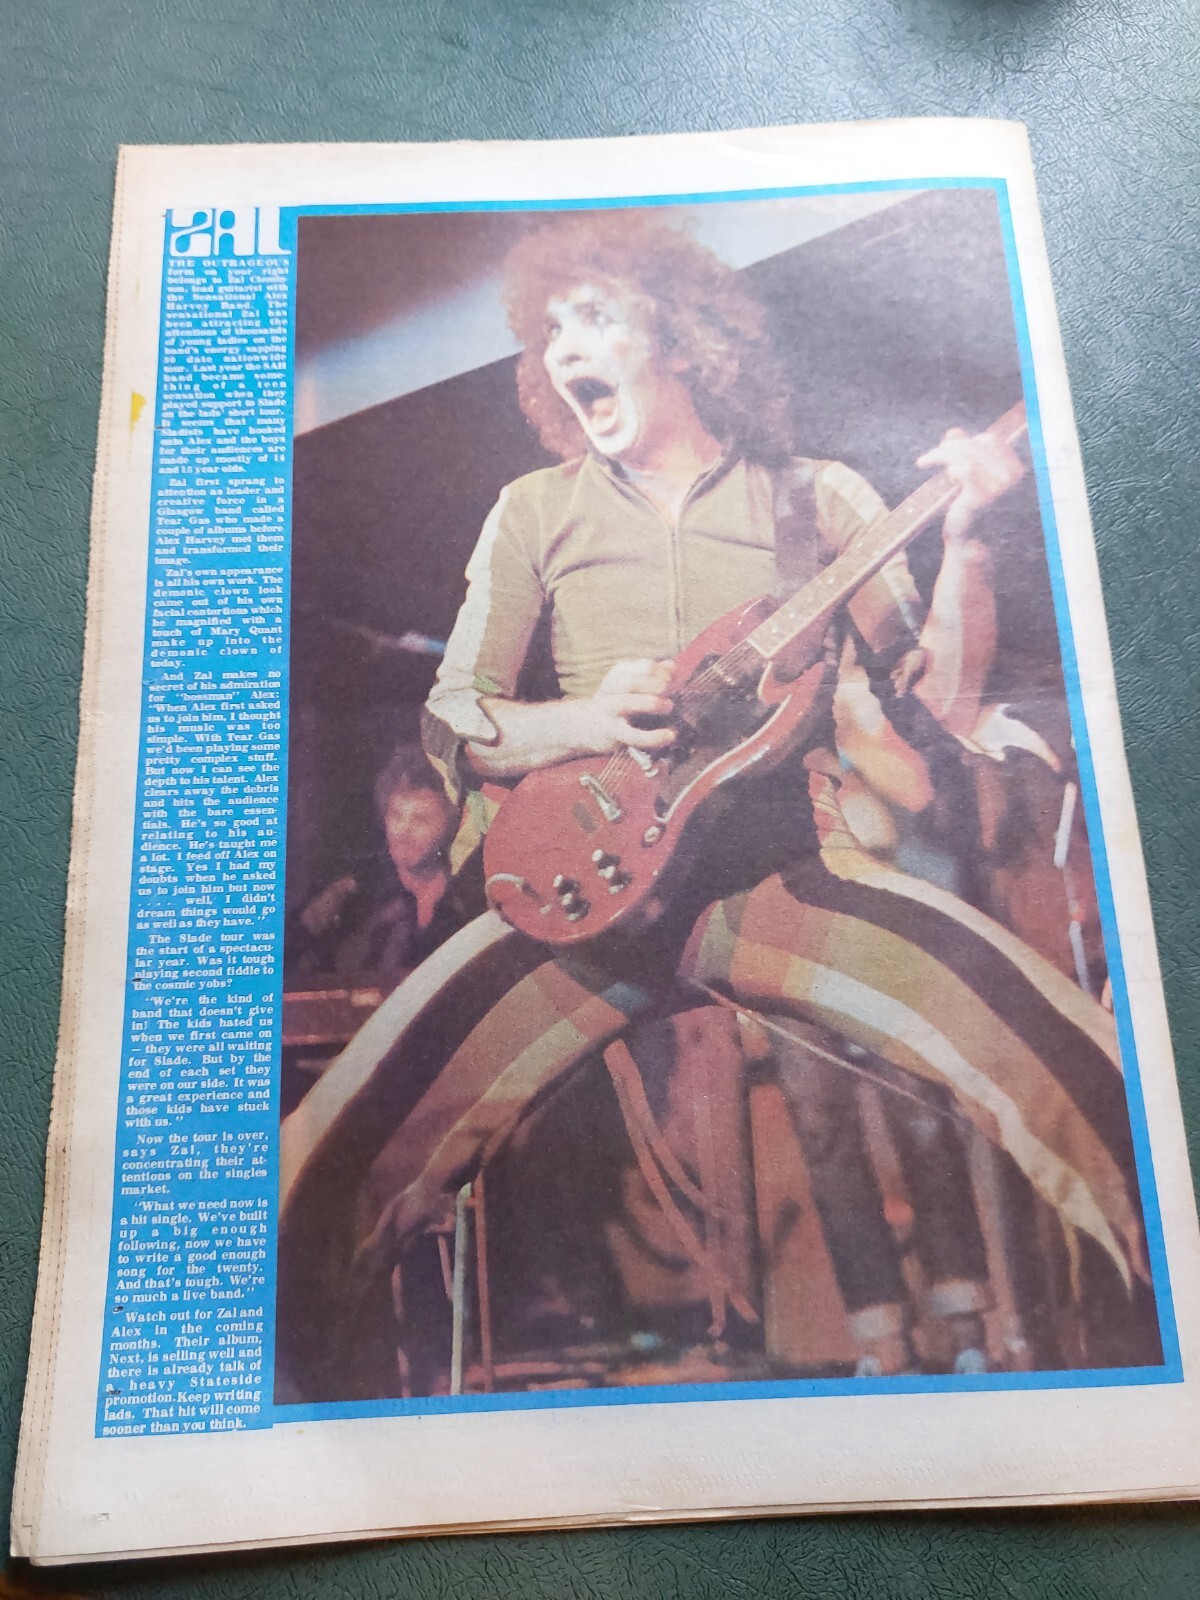 ZAL
THE OUTRAGEOUS
form on your right
belongs to Zal Clemin-
son, lead guitarist with
the Sensational Alex
Harvey Band. The
sensational Zal has
been attracting the
attentions of thousands
of young ladies on the
band's energy sapping
30 date nationwide
tour. Last year the SAH
band became some-
thing of a teen
sensation when they
played support to Slade
on the lads' short tour.
It seems that many
Sladists have hooked
onto Alex and the boys
for their audiences are
made up mostly of 14
and 15 year olds.
Zal first sprang to
attention as leader and
creative force in a
Glasgow band called
Tear Gas who made a
couple of albums before
Alex Harvey met them
and transformed their
image.
Zal's own appearance
is all his own work. The
demonic clown look
came out of his own
facial contortions which
he magnified with a
touch of Mary Quant
make up into the
demonic clown of
today.
And Zal makes no
secret of his admiration
for "bossman" Alex:
"When Alex first asked
us to join him, I thought
his music was too
simple. With Tear Gas
we'd been playing some
pretty complex stuff.
But now I can see the
depth to his talent. Alex
clears away the debris
and hits the audience
with the bare essen-
tials. He's so good at
relating to his au-
dience. He's taught me
a lot. I feed off Alex on
stage. Yes I had my
doubts when he asked
us to join him but now
. . . . well, I didn't
dream things would go
as well as they have."
The Slade tour was
the start of a spectacu-
lar year. Was it tough
playing second fiddle to
the cosmic yobs?
"We're the kind of
band that doesn't give
in! The kids hated us
when we first came on
— they were all waiting
for Slade. But by the
end of each set they
were on our side. It was
a great experience and
those kids have stuck
with us."
Now the tour is over,
says Zal, they're
concentrating their at-
tentions on the singles
market.
"What we need now is
a hit single. We've built
up a big enough
following, now we have
to write a good enough
song for the twenty.
And that's tough. We're
so much a live band."
Watch out for Zal and
Alex in the coming
months. Their album,
Next, is selling well and
there is already talk of
a heavy Stateside
promotion. Keep writing
lads. That hit will come
sooner than you think.